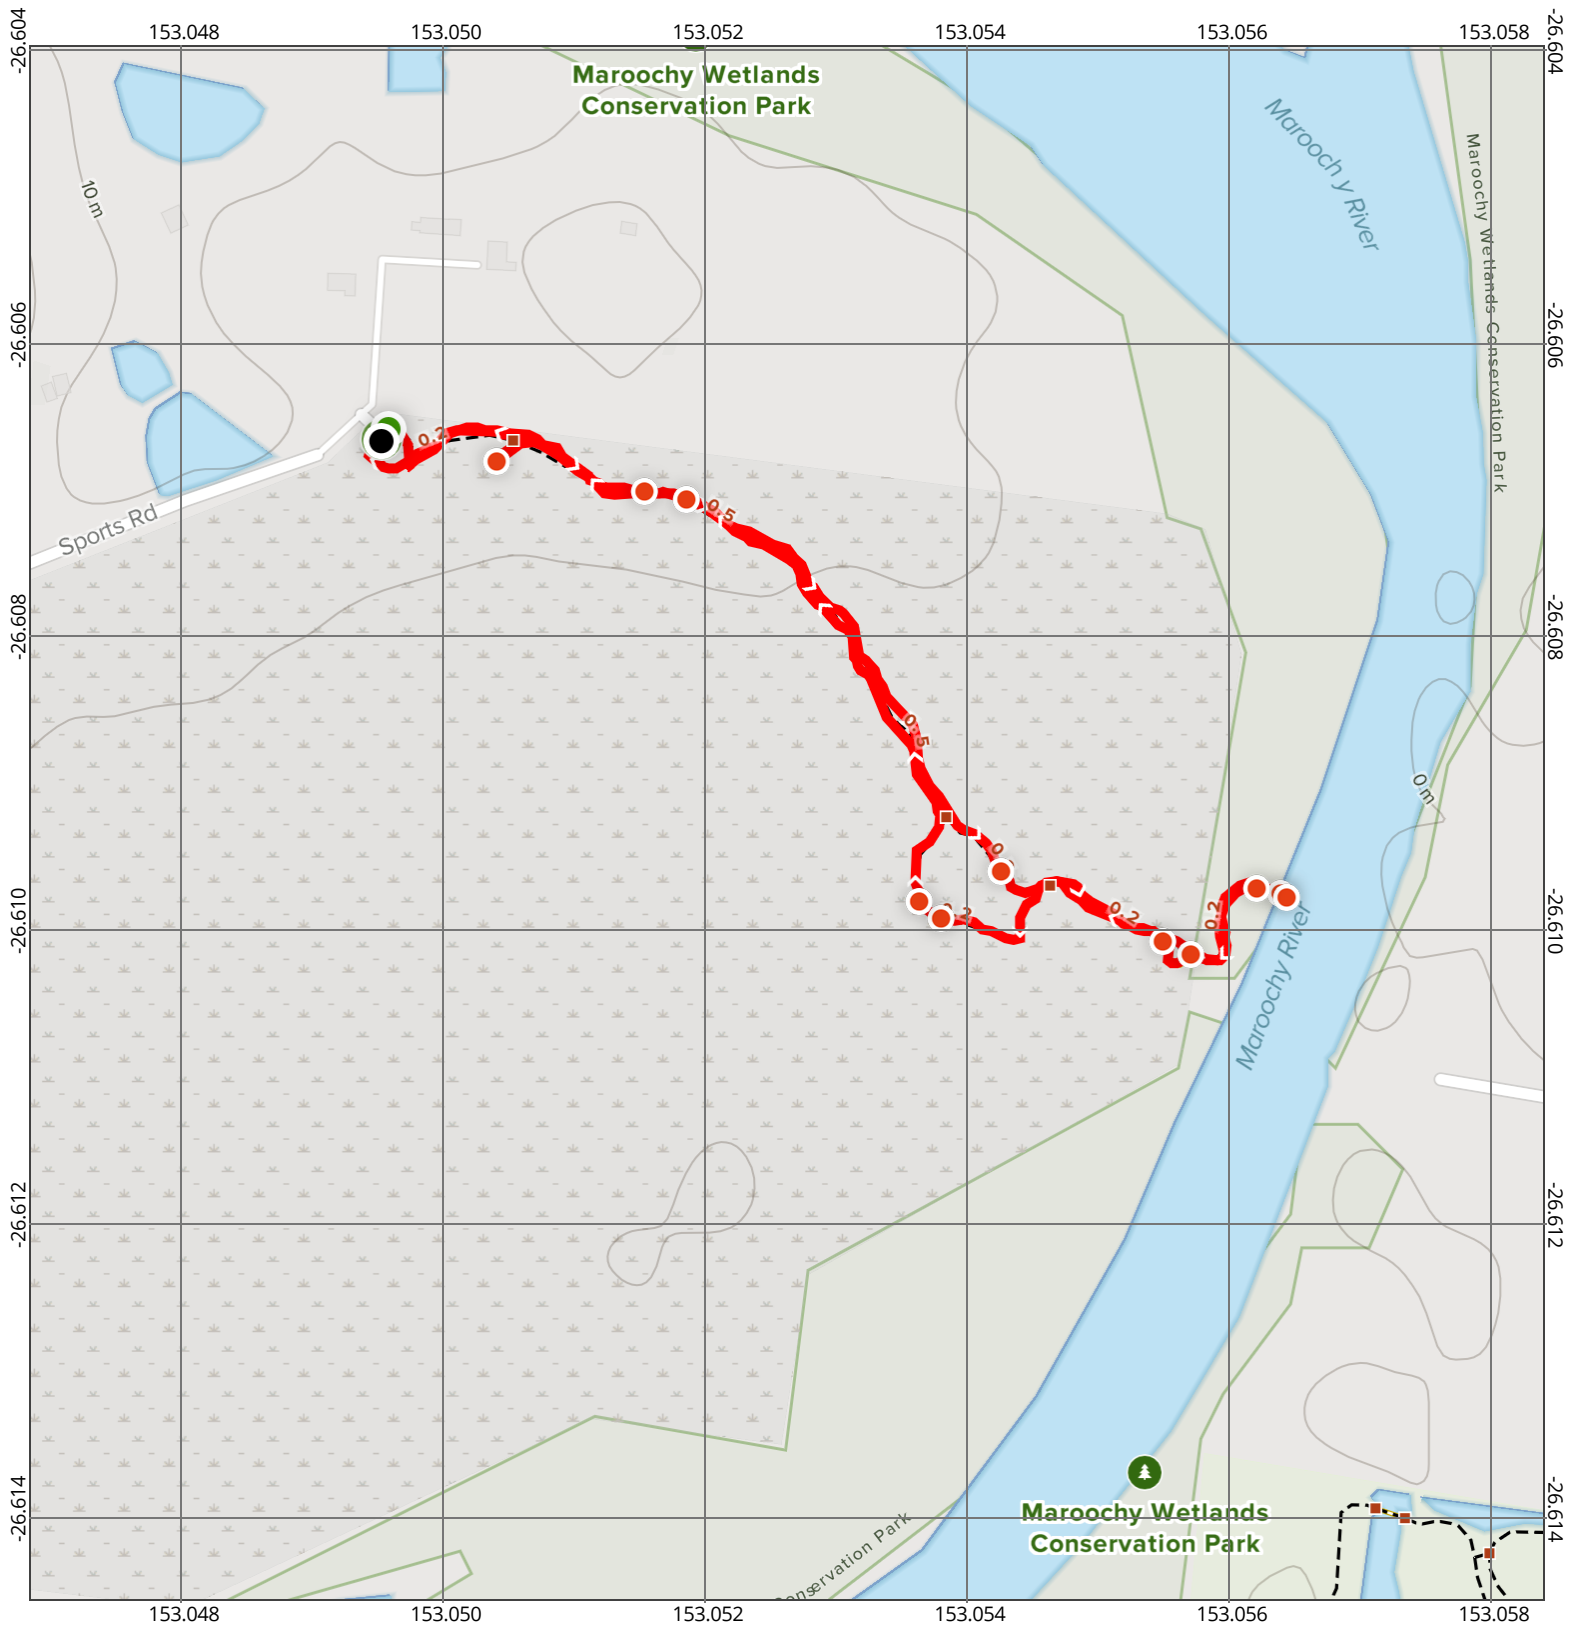 153.048 153.050 153.052 153.054 153.056 153.058
-26.604
-26.604
Maroochy Wetlands
Conservation Park
Marooch y River
Maroochy Wetlands Conservation Park
10 m
-26.606
-26.606
0.2
Sports Rd
0.5
-26.608
-26.608
0.5
0 m
0.2
0.2
0.2
-26.610
-26.610
Maroochy River
-26.612
-26.612
-26.614
-26.614
Maroochy Wetlands
Conservation Park
Conservation Park
153.048 153.050 153.052 153.054 153.056 153.058